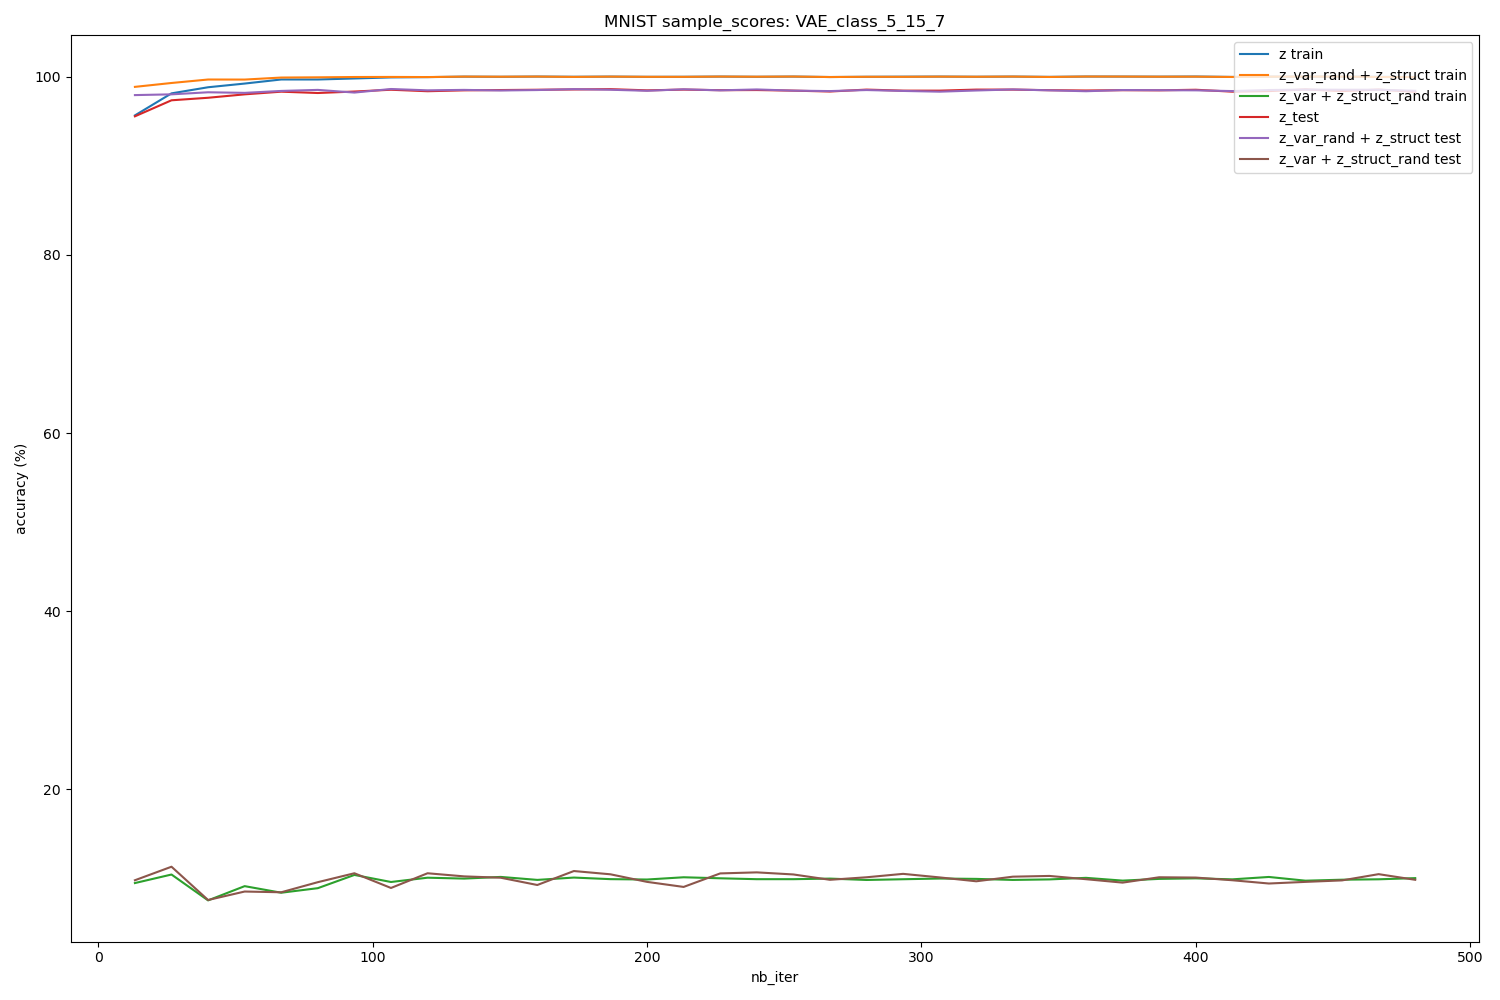 MNIST sample_scores: VAE_class_5_15_7
z train
z_var_rand + z_struct train
z_var + z_struct_rand train
z_test
z_var_rand + z_struct test
z_var + z_struct_rand test
100
80
60
40
20
accuracy (%)
0 100 200 300 400 500
nb_iter